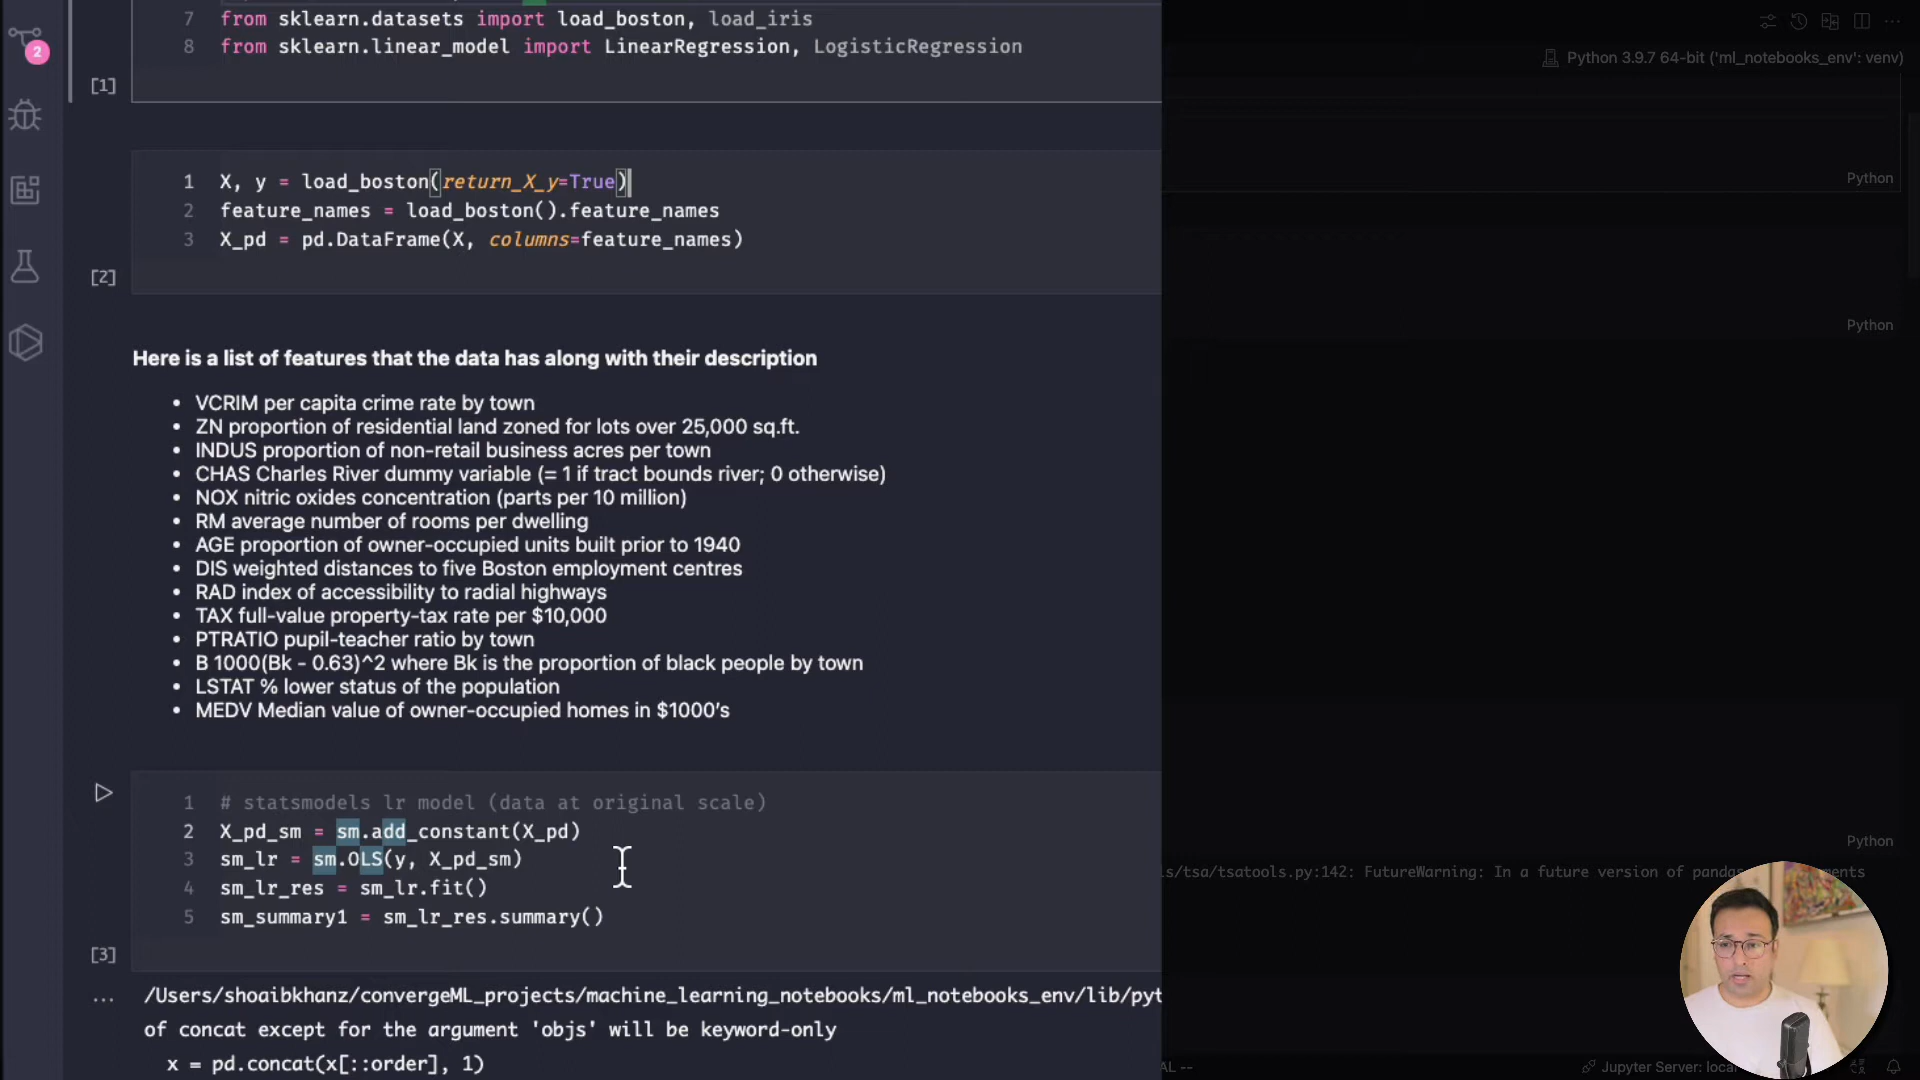 7 from sklearn.datasets import load_boston, load_iris
8 from sklearn.linear_model import LinearRegression, LogisticRegression
[1]
2
Python 3.9.7 64-bit ('ml_notebooks_env': venv)
Python
1 X, y = load_boston(return_X_y=True)
2 feature_names = load_boston().feature_names
3 X_pd = pd.DataFrame(X, columns=feature_names)
[2]
Python
Here is a list of features that the data has along with their description
• VCRIM per capita crime rate by town
• ZN proportion of residential land zoned for lots over 25,000 sq.ft.
• INDUS proportion of non-retail business acres per town
• CHAS Charles River dummy variable (= 1 if tract bounds river; 0 otherwise)
• NOX nitric oxides concentration (parts per 10 million)
• RM average number of rooms per dwelling
• AGE proportion of owner-occupied units built prior to 1940
• DIS weighted distances to five Boston employment centres
• RAD index of accessibility to radial highways
• TAX full-value property-tax rate per $10,000
• PTRATIO pupil-teacher ratio by town
• B 1000(Bk - 0.63)^2 where Bk is the proportion of black people by town
• LSTAT % lower status of the population
• MEDV Median value of owner-occupied homes in $1000’s
1 # statsmodels lr model (data at original scale)
2 X_pd_sm = sm.add_constant(X_pd)
3 sm_lr = sm.OLS(y, X_pd_sm)
4 sm_lr_res = sm_lr.fit()
5 sm_summary1 = sm_lr_res.summary()
[3]
Python
... /Users/shoaibkhanz/convergeML_projects/machine_learning_notebooks/ml_notebooks_env/lib/pyt
s/tsa/tsatools.py:142: FutureWarning: In a future version of pandas ments
of concat except for the argument 'objs' will be keyword-only
x = pd.concat(x[::order], 1)
AL --
Jupyter Server: loca